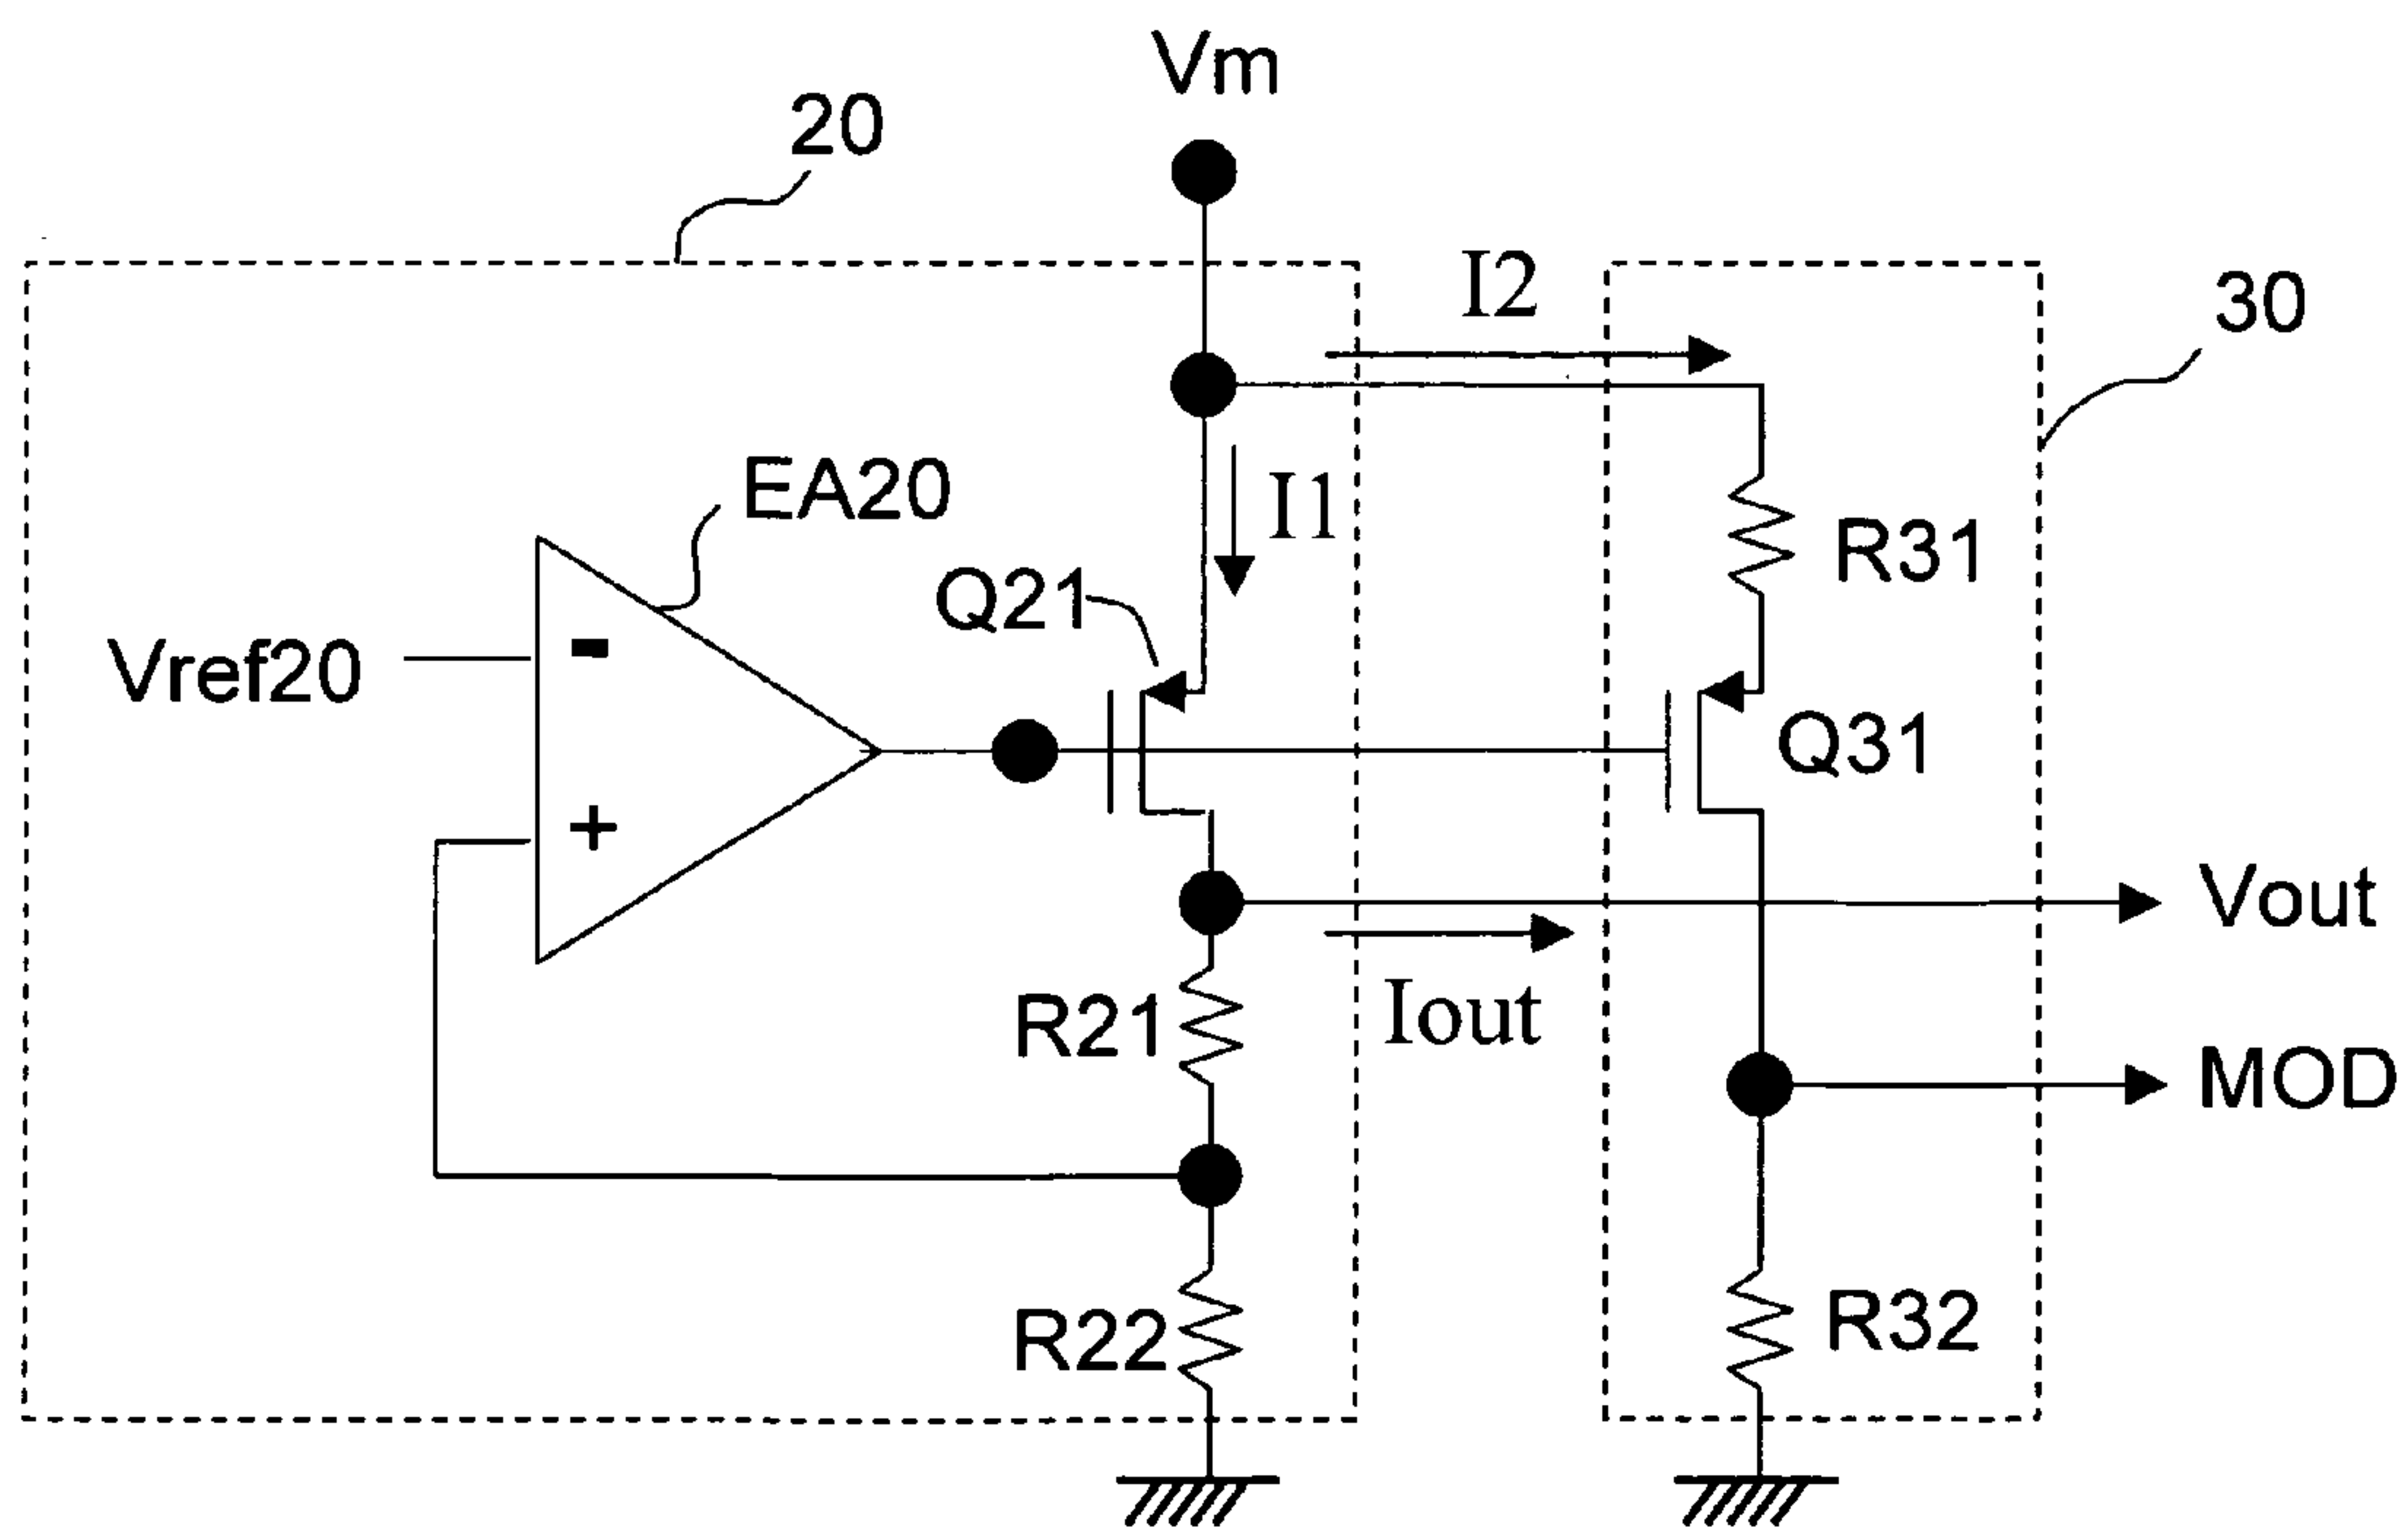 Vm
20
I2
30
EA20
I1
Q21
R31
Vref20
-
Q31
+
Vout
R21
Iout
MOD
R22
R32